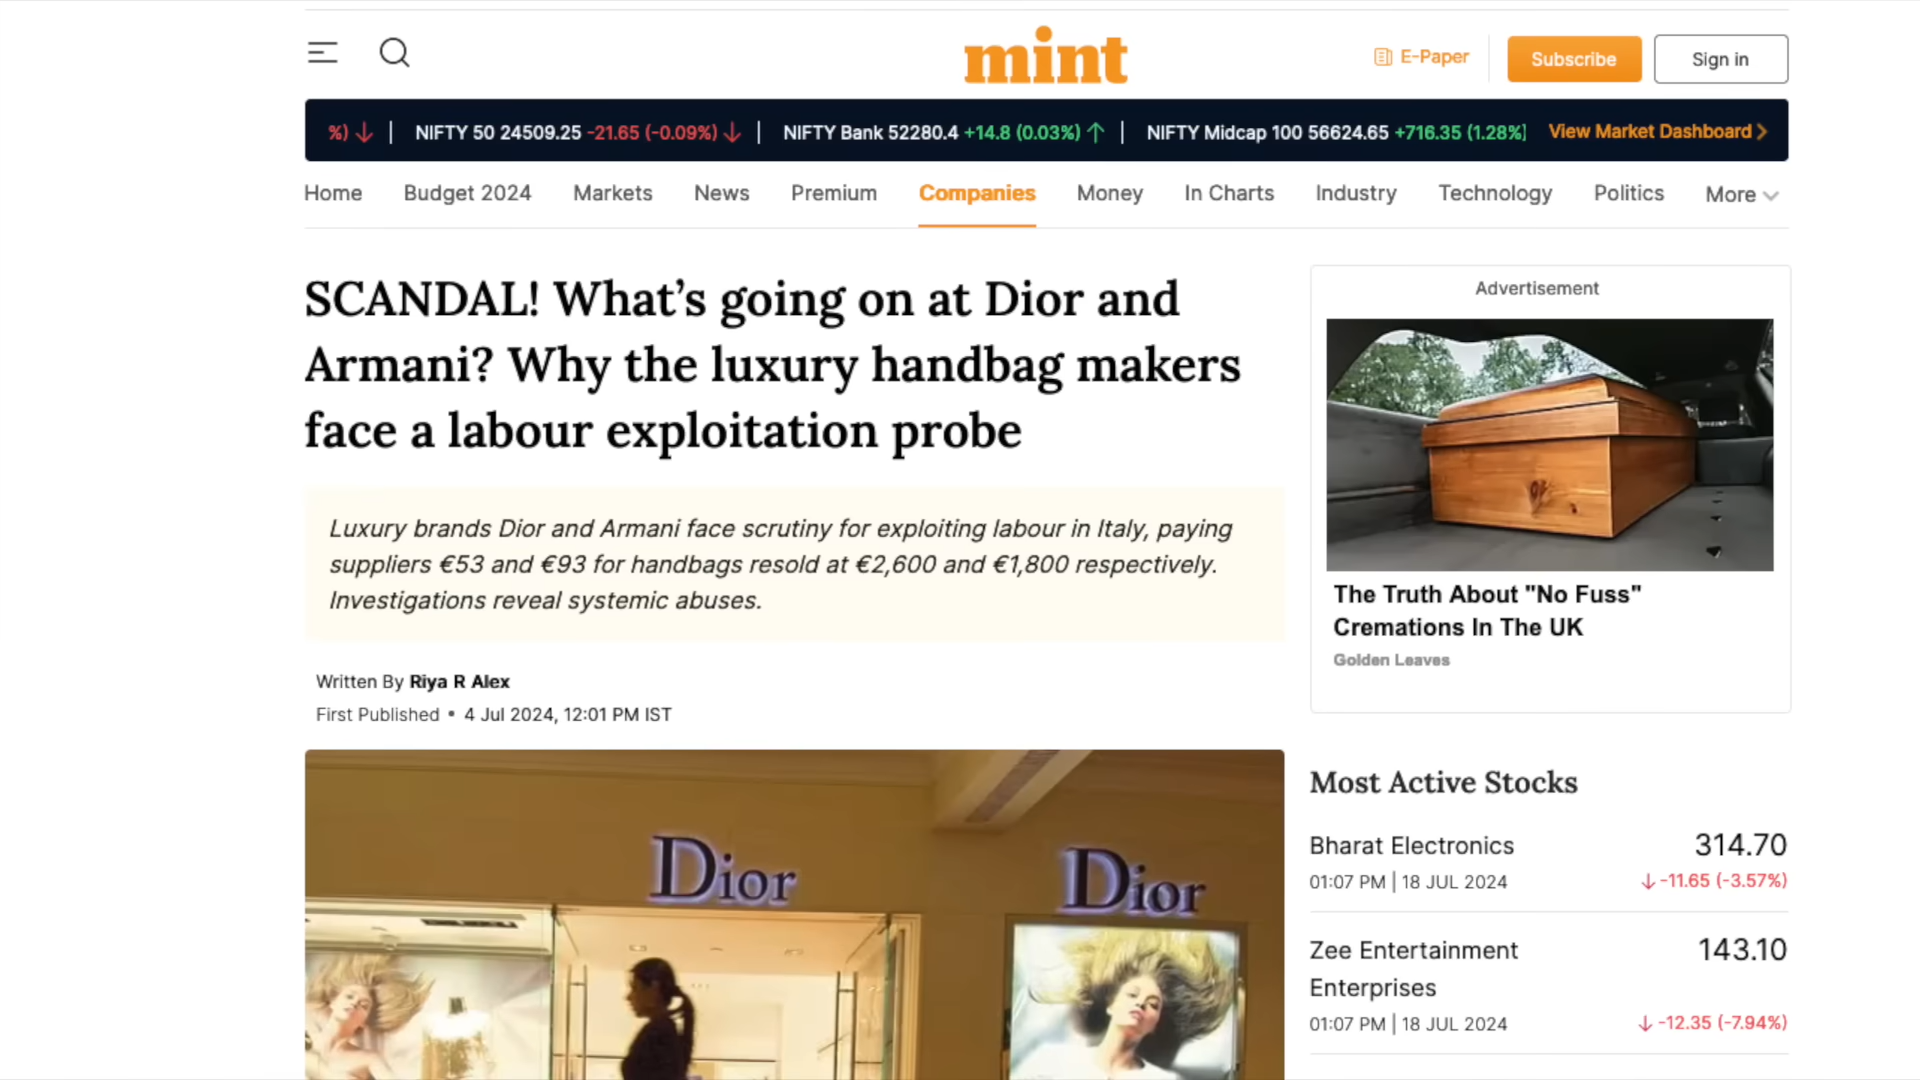 mint
E-Paper
Subscribe
Sign in
%) ↓ | NIFTY 50 24509.25 -21.65 (-0.09%) ↓ | NIFTY Bank 52280.4 +14.8 (0.03%) ↑ | NIFTY Midcap 100 56624.65 +716.35 (1.28%) View Market Dashboard
Home Budget 2024 Markets News Premium Companies Money In Charts Industry Technology Politics More
SCANDAL! What's going on at Dior and
Armani? Why the luxury handbag makers
face a labour exploitation probe
Luxury brands Dior and Armani face scrutiny for exploiting labour in Italy, paying
suppliers €53 and €93 for handbags resold at €2,600 and €1,800 respectively.
Investigations reveal systemic abuses.
Written By Riya R Alex
First Published • 4 Jul 2024, 12:01 PM IST
Dior
Dior
Advertisement
The Truth About "No Fuss"
Cremations In The UK
Golden Leaves
Most Active Stocks
Bharat Electronics 314.70
01:07 PM | 18 JUL 2024 ↓ -11.65 (-3.57%)
Zee Entertainment 143.10
Enterprises
01:07 PM | 18 JUL 2024 ↓ -12.35 (-7.94%)